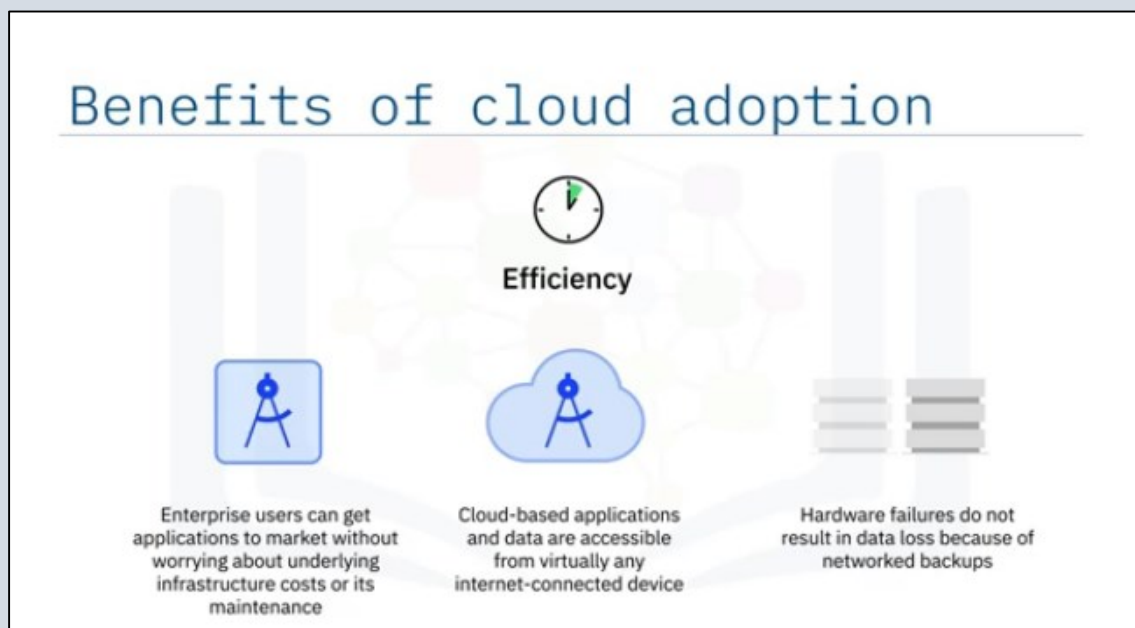 Benefits of cloud adoption
Efficiency
Enterprise users can get
applications to market without
worrying about underlying
infrastructure costs or its
maintenance
Cloud-based applications
and data are accessible
from virtually any
internet-connected device
Hardware failures do not
result in data loss because of
networked backups